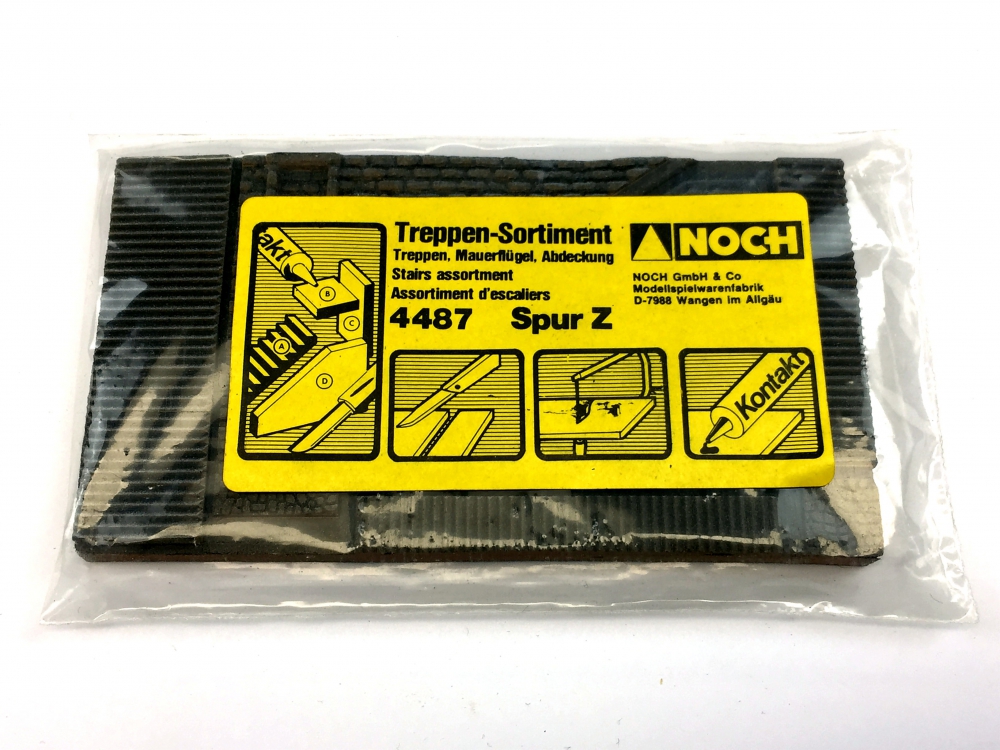 Treppen-Sortiment
Treppen, Mauerflügel, Abdeckung
Stairs assortment
Assortiment d'escaliers
4487 Spur Z
NOCH
NOCH GmbH & Co
Modellspielwarenfabrik
D-7988 Wangen im Allgäu
akt
B
C
A
D
Kontakt